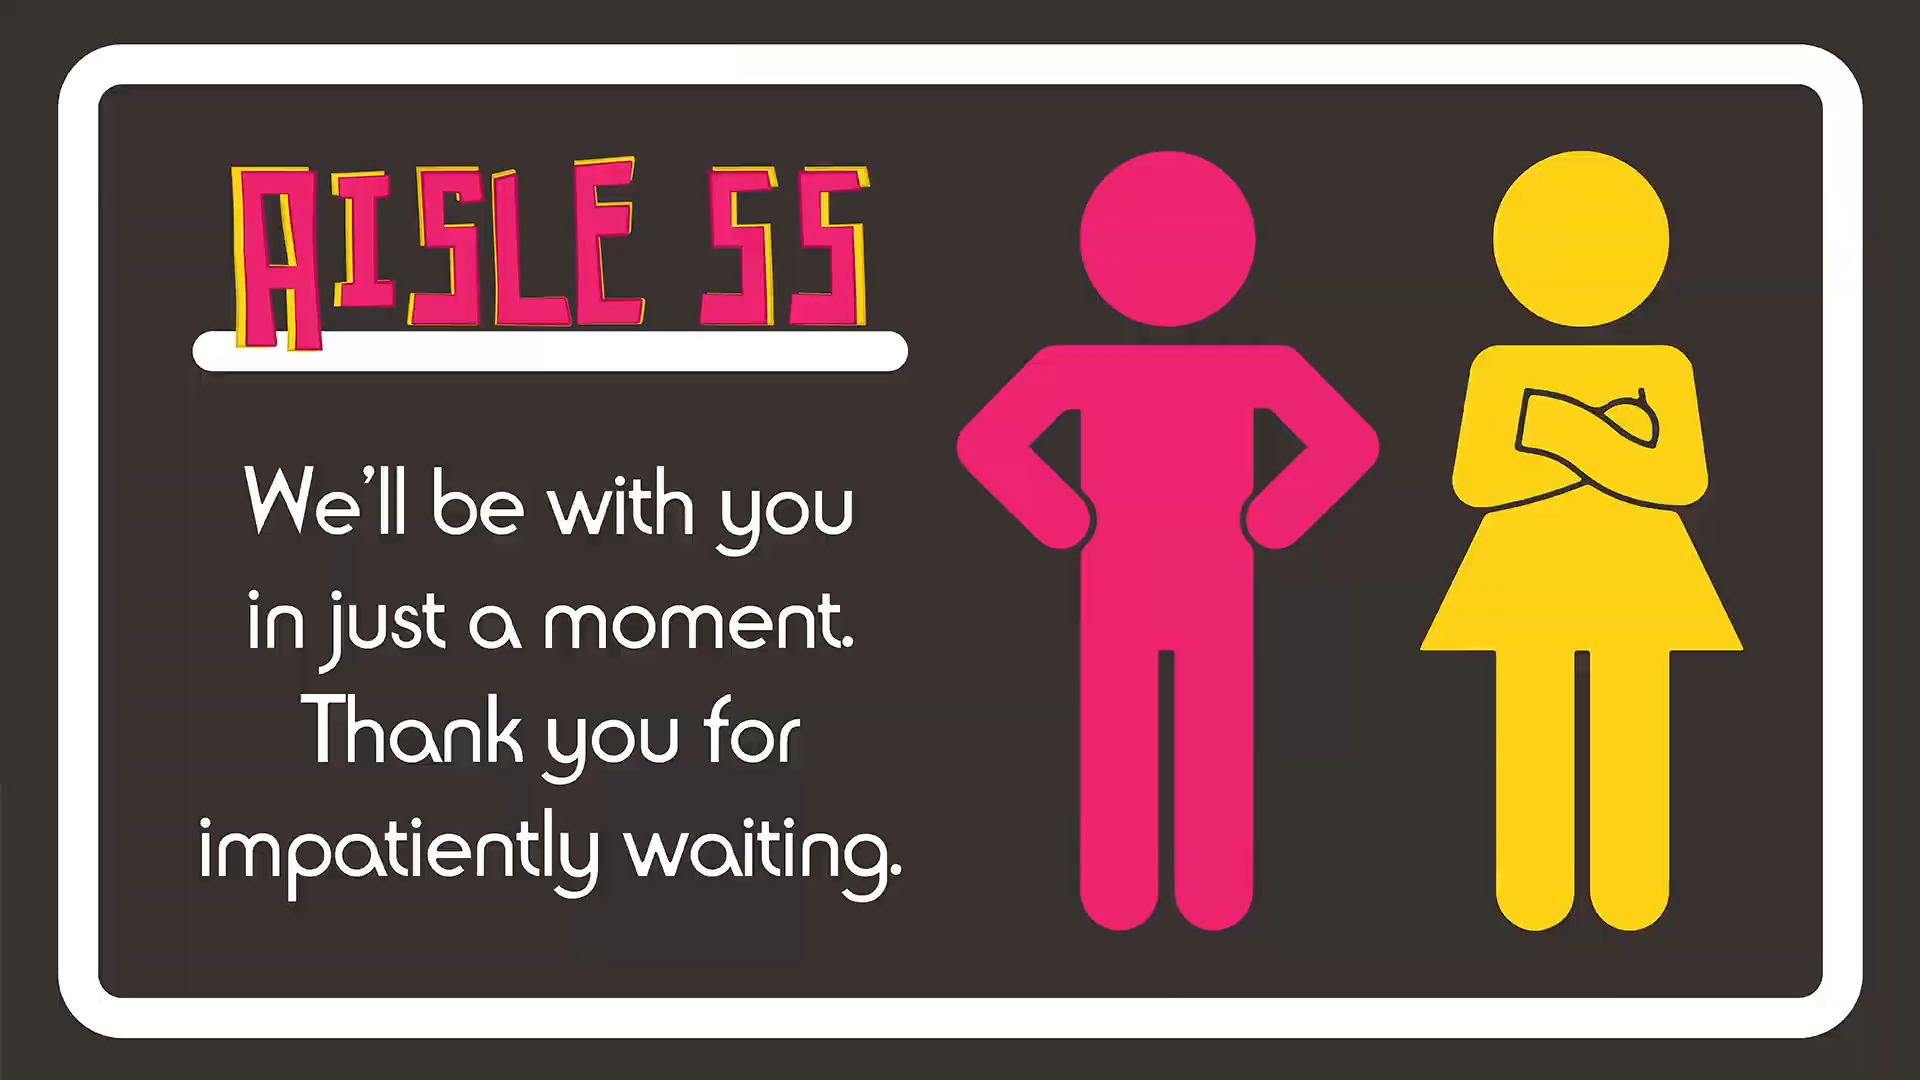 AISLE 55
We'll be with you
in just a moment.
Thank you for
impatiently waiting.